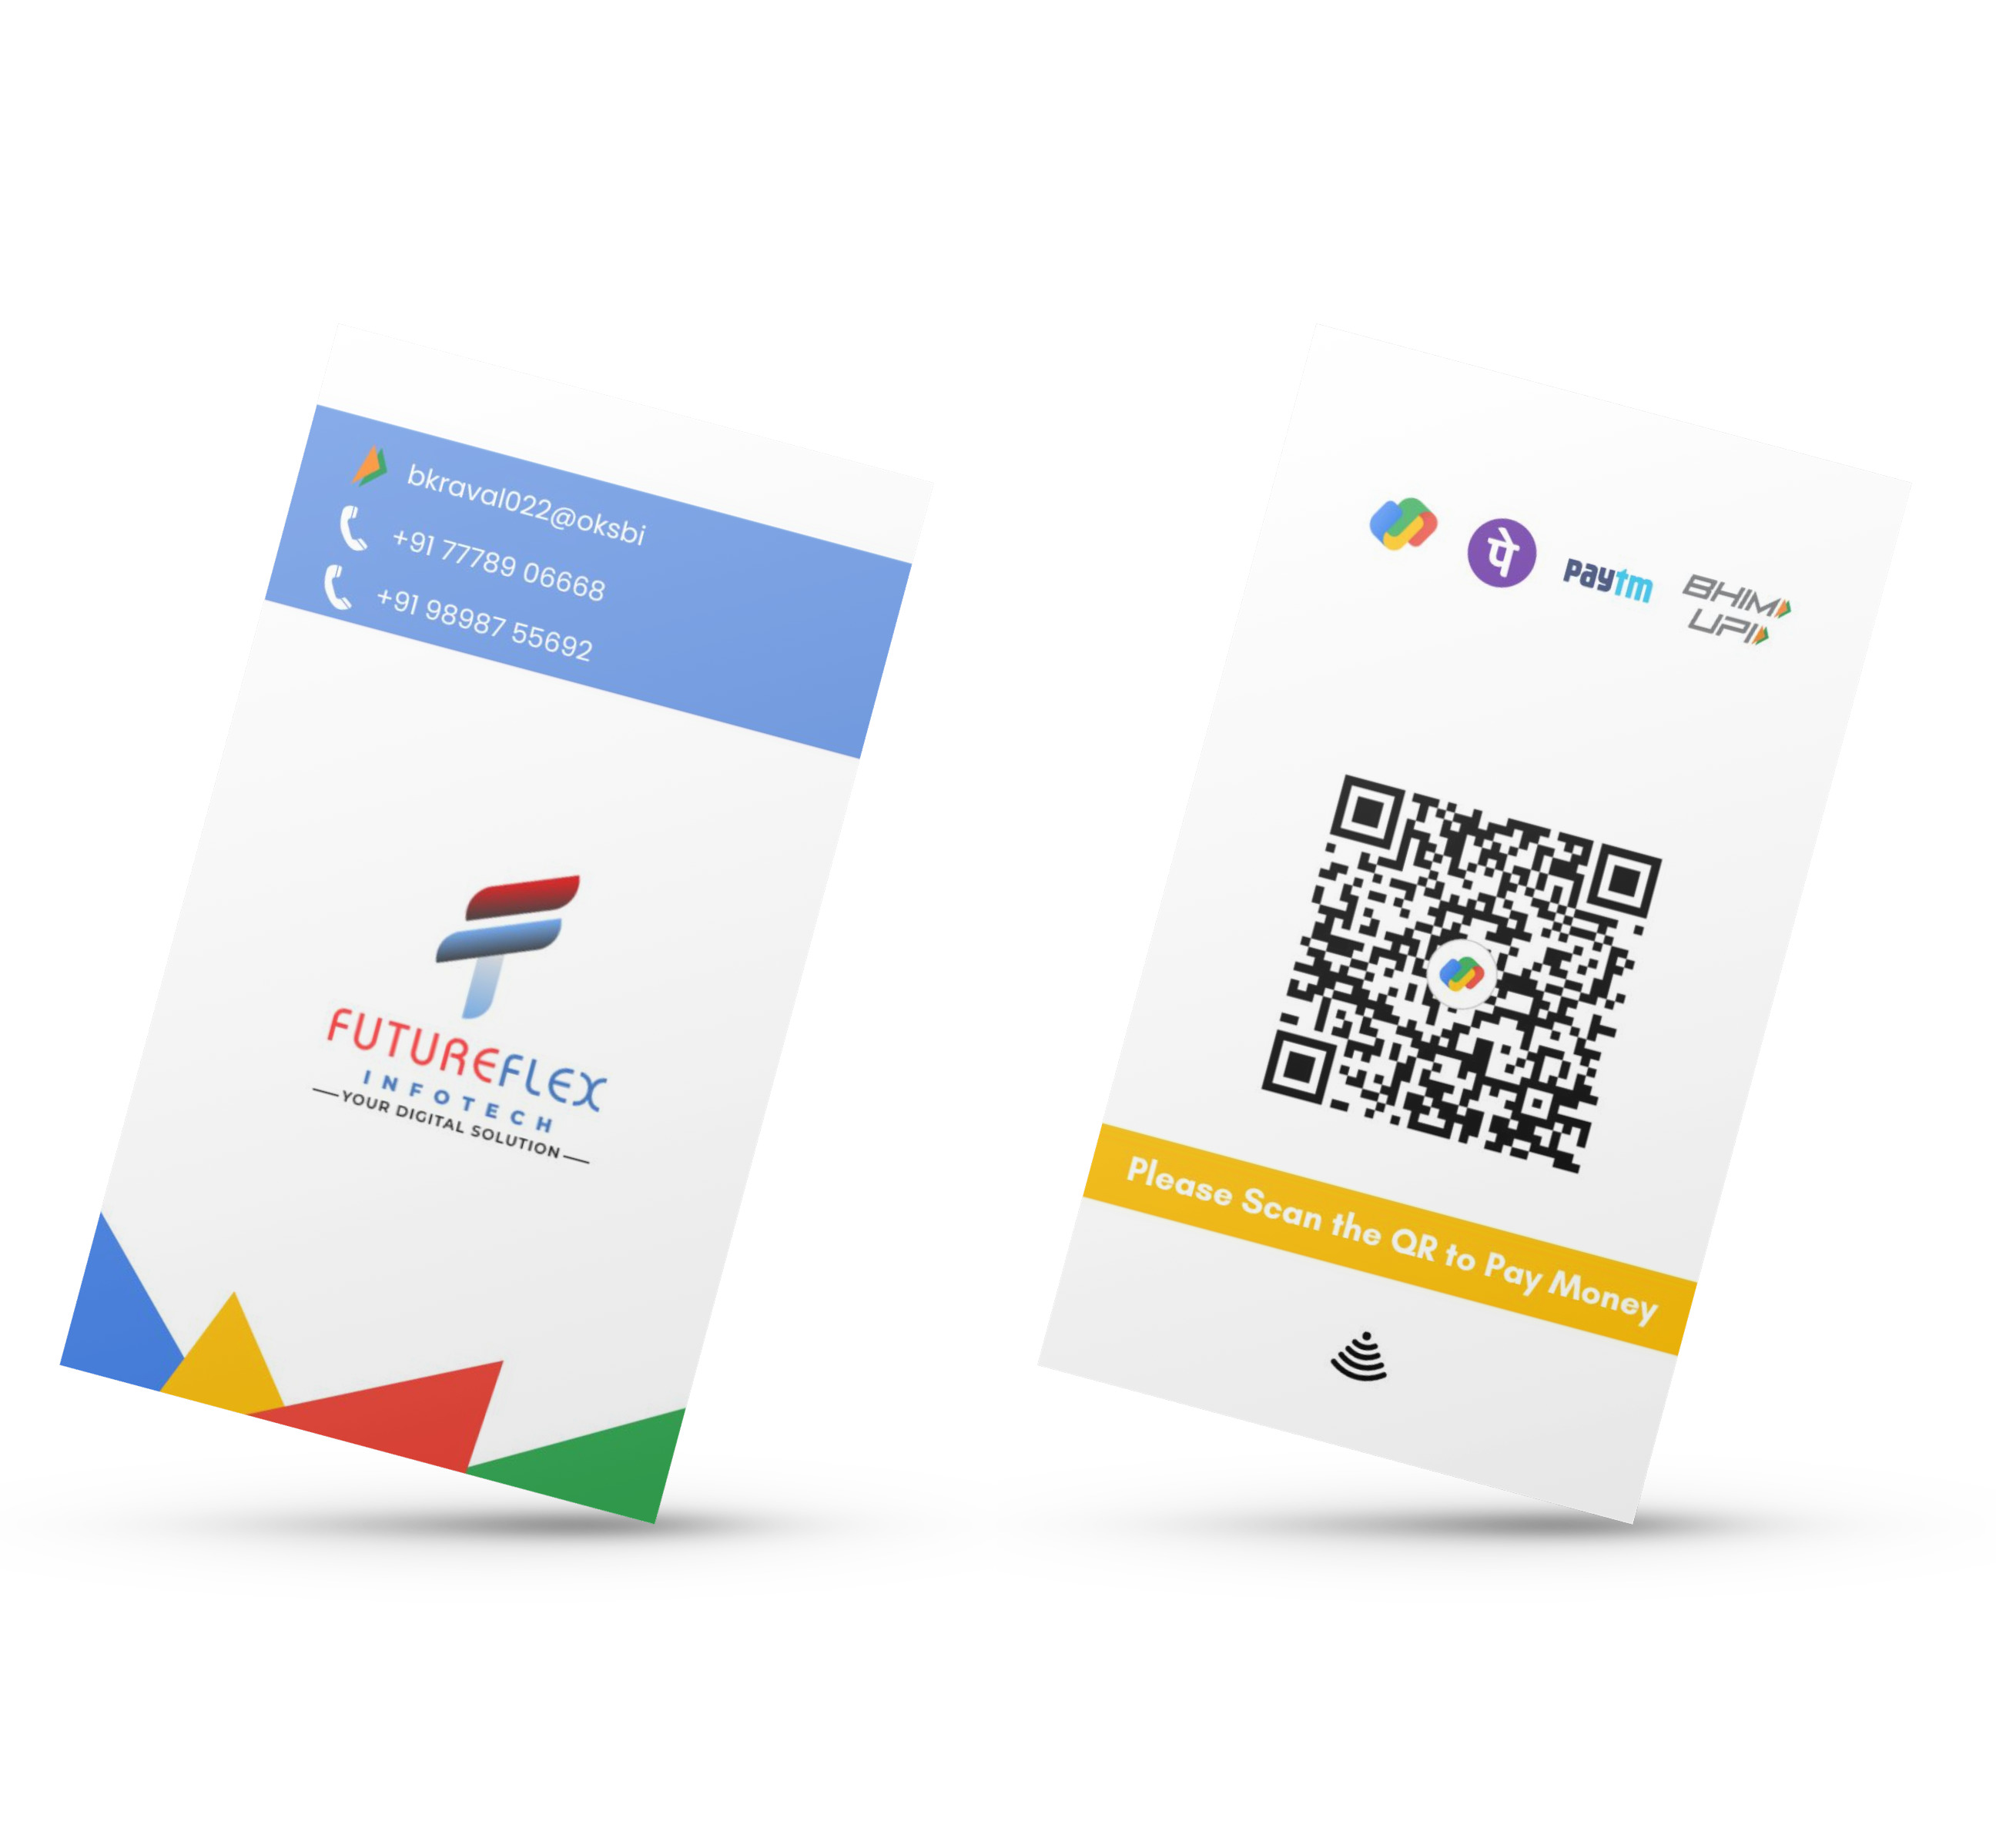 bkraval022@oksbi
+91 77789 06668
+91 98987 55692
FUTUREFLEX
INFOTECH
YOUR DIGITAL SOLUTION
पे
paytm
BHIM
UPI
Please Scan the QR to Pay Money